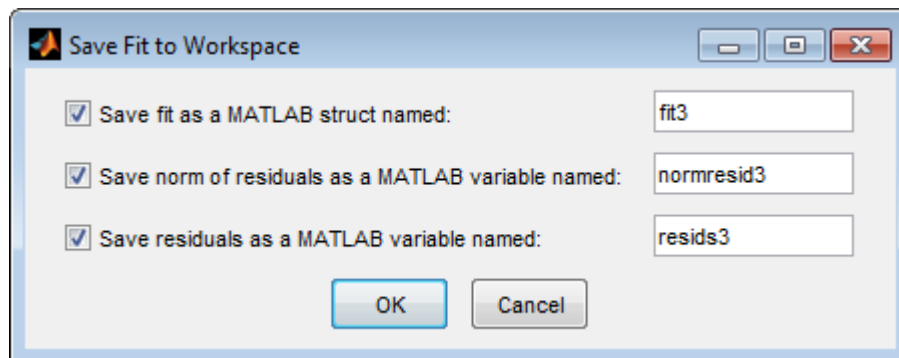 Save Fit to Workspace
Save fit as a MATLAB struct named: fit3
Save norm of residuals as a MATLAB variable named: normresid3
Save residuals as a MATLAB variable named: resids3
OK Cancel